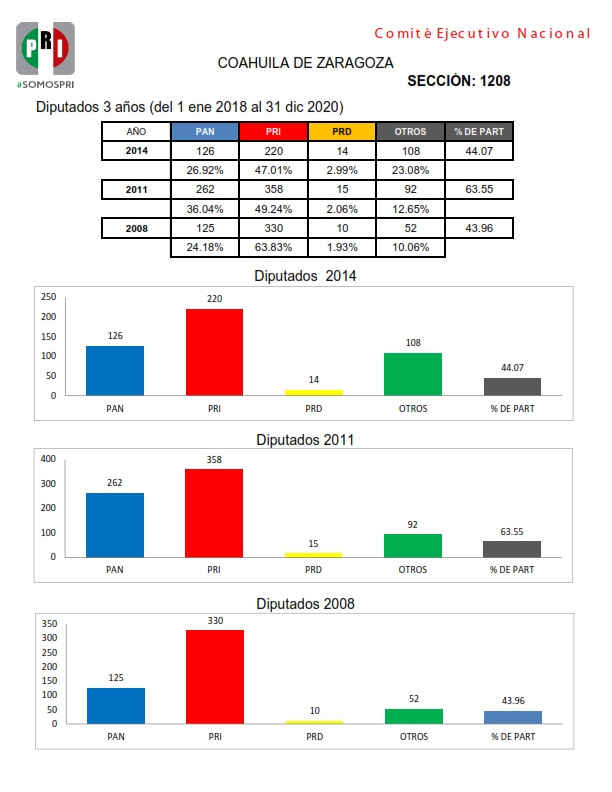 Comité Ejecutivo Nacional
PRI
#SOMOSPRI
COAHUILA DE ZARAGOZA
SECCIÓN: 1208
Diputados 3 años (del 1 ene 2018 al 31 dic 2020)
AÑO PAN PRI PRD OTROS % DE PART
2014 126 220 14 108 44.07
26.92% 47.01% 2.99% 23.08%
2011 262 358 15 92 63.55
36.04% 49.24% 2.06% 12.65%
2008 125 330 10 52 43.96
24.18% 63.83% 1.93% 10.06%
Diputados 2014
250
200
150
100
50
0
126 220 14 108 44.07
PAN PRI PRD OTROS % DE PART
Diputados 2011
400
300
200
100
0
262 358 15 92 63.55
PAN PRI PRD OTROS % DE PART
Diputados 2008
350
300
250
200
150
100
50
0
125 330 10 52 43.96
PAN PRI PRD OTROS % DE PART